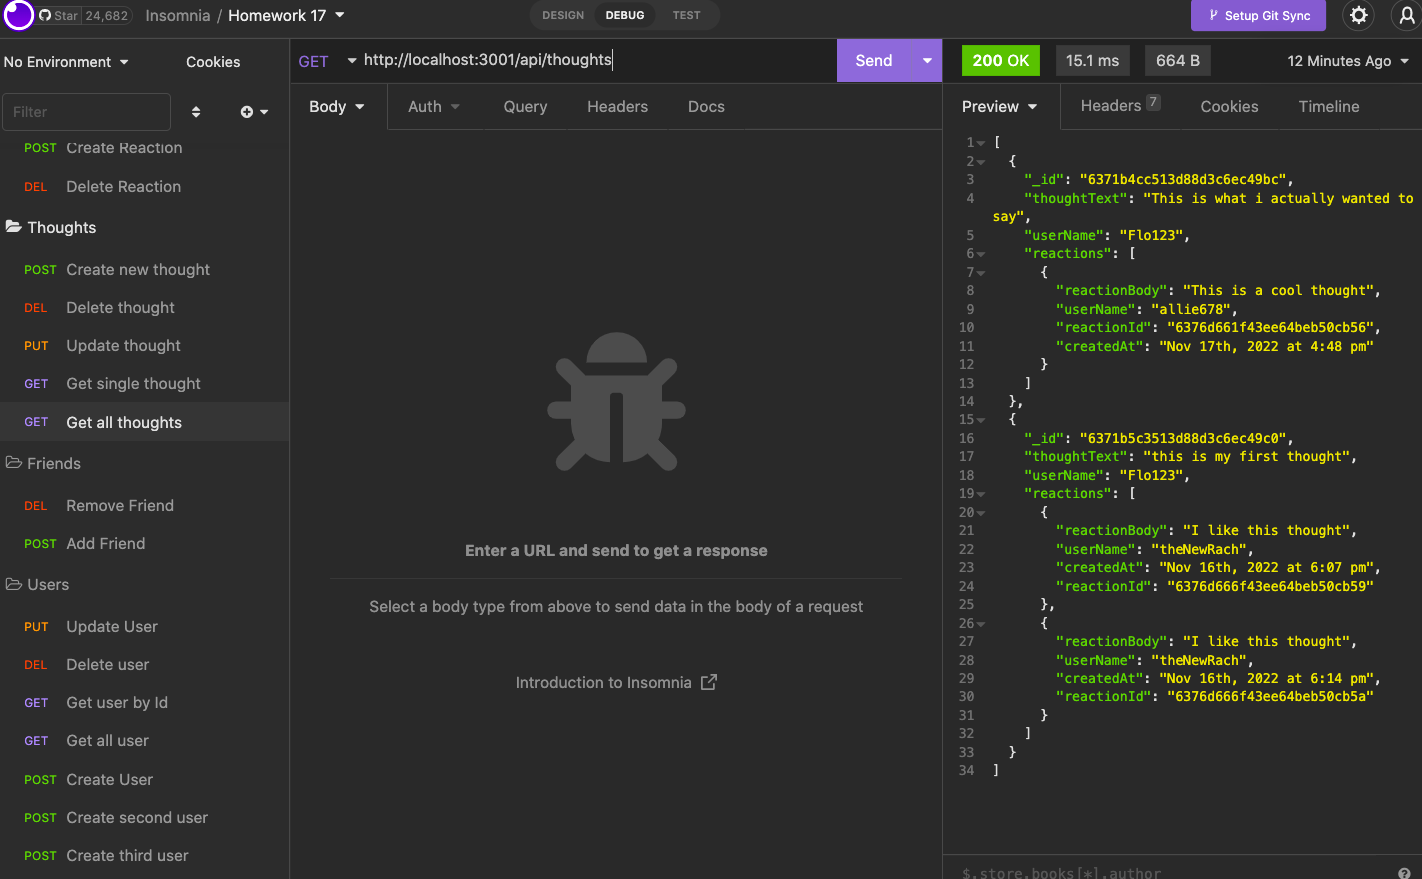 Star 24,682 Insomnia / Homework 17
DESIGN DEBUG TEST
Setup Git Sync
No Environment Cookies
Filter
POST Create Reaction
DEL Delete Reaction
Thoughts
POST Create new thought
DEL Delete thought
PUT Update thought
GET Get single thought
GET Get all thoughts
Friends
DEL Remove Friend
POST Add Friend
Users
PUT Update User
DEL Delete user
GET Get user by Id
GET Get all user
POST Create User
POST Create second user
POST Create third user
GET http://localhost:3001/api/thoughts Send
Body Auth Query Headers Docs
Enter a URL and send to get a response
Select a body type from above to send data in the body of a request
Introduction to Insomnia
200 OK 15.1 ms 664 B 12 Minutes Ago
Preview Headers 7 Cookies Timeline
1 [
2 {
3 "_id": "6371b4cc513d88d3c6ec49bc",
4 "thoughtText": "This is what i actually wanted to
say",
5 "userName": "Flo123",
6 "reactions": [
7 {
8 "reactionBody": "This is a cool thought",
9 "userName": "allie678",
10 "reactionId": "6376d661f43ee64beb50cb56",
11 "createdAt": "Nov 17th, 2022 at 4:48 pm"
12 }
13 ]
14 },
15 {
16 "_id": "6371b5c3513d88d3c6ec49c0",
17 "thoughtText": "this is my first thought",
18 "userName": "Flo123",
19 "reactions": [
20 {
21 "reactionBody": "I like this thought",
22 "userName": "theNewRach",
23 "createdAt": "Nov 16th, 2022 at 6:07 pm",
24 "reactionId": "6376d666f43ee64beb50cb59"
25 },
26 {
27 "reactionBody": "I like this thought",
28 "userName": "theNewRach",
29 "createdAt": "Nov 16th, 2022 at 6:14 pm",
30 "reactionId": "6376d666f43ee64beb50cb5a"
31 }
32 ]
33 }
34 ]
$.store.books[*].author